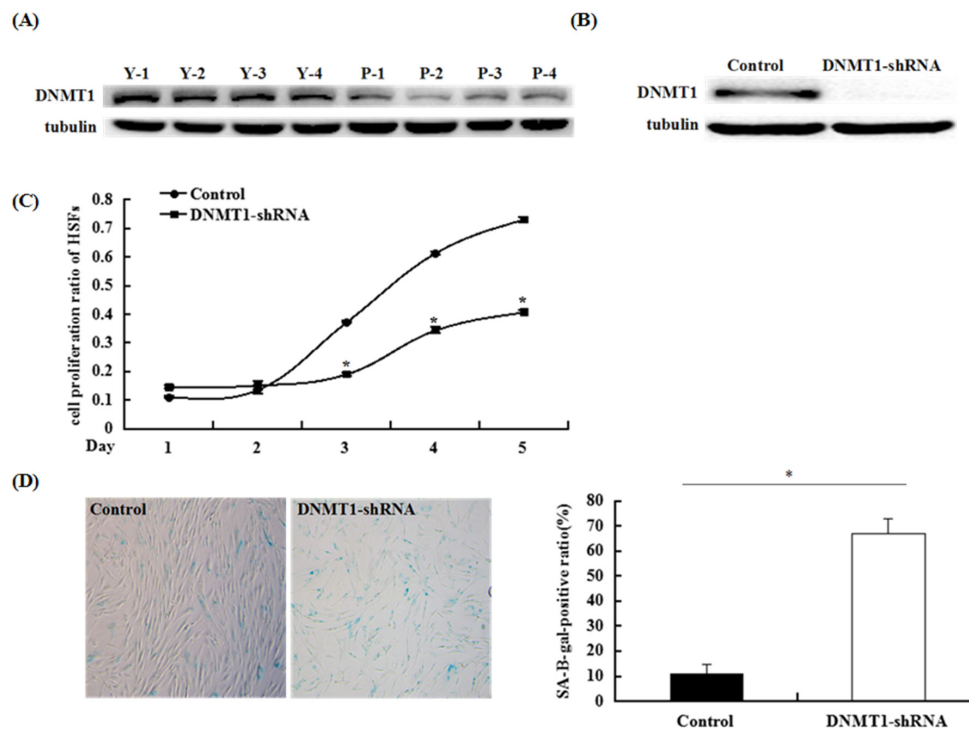 (A)
Y-1 Y-2 Y-3 Y-4 P-1 P-2 P-3 P-4
DNMT1
tubulin
(B)
Control DNMT1-shRNA
DNMT1
tubulin
(C)
Control
DNMT1-shRNA
cell proliferation ratio of HSFs
0.8
0.7
0.6
0.5
0.4
0.3
0.2
0.1
0
* * *
Day 1 2 3 4 5
(D)
Control
DNMT1-shRNA
*
SA-B-gal-positive ratio(%)
80
70
60
50
40
30
20
10
0
Control DNMT1-shRNA